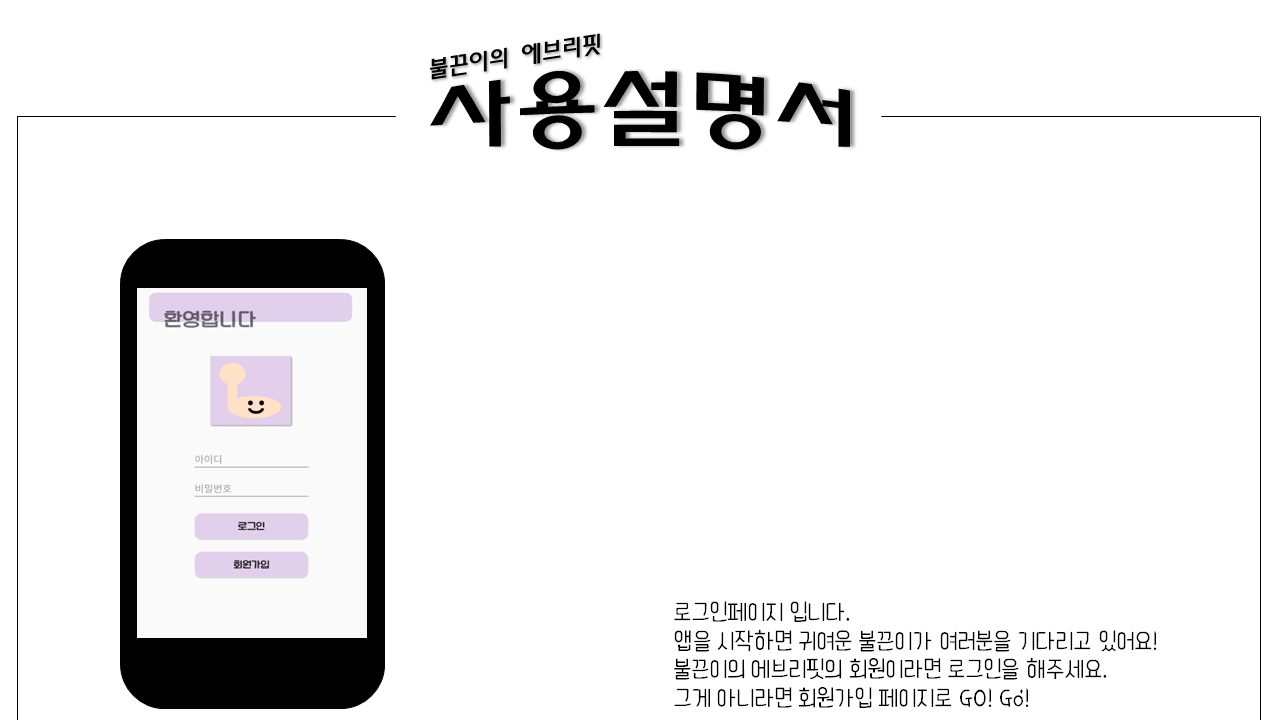 불끈이의 에브리핏
사용설명서
환영합니다
아이디
비밀번호
로그인
회원가입
로그인페이지 입니다.
앱을 시작하면 귀여운 불끈이가 여러분을 기다리고 있어요!
불끈이의 에브리핏의 회원이라면 로그인을 해주세요.
그게 아니라면 회원가입 페이지로 GO! Go!